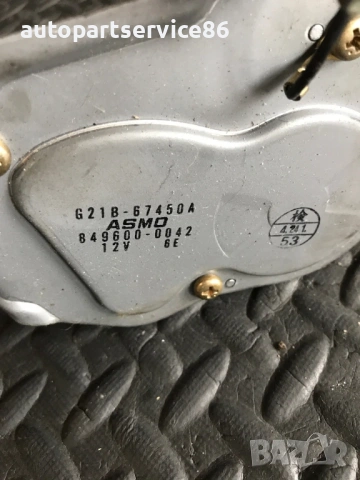 autopartservice86
G21B-67450A
ASMO
849600-0042
12V 6E
検
53
BAZAR